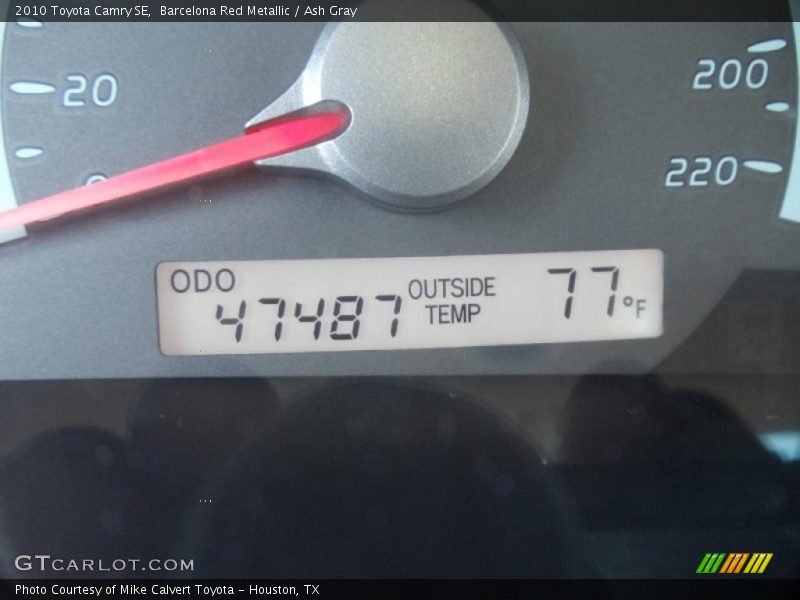 2010 Toyota Camry SE,  Barcelona Red Metallic / Ash Gray
20
200
0
220
ODO 47487 OUTSIDE TEMP 77°F
GTCARLOT.COM
Photo Courtesy of Mike Calvert Toyota - Houston, TX